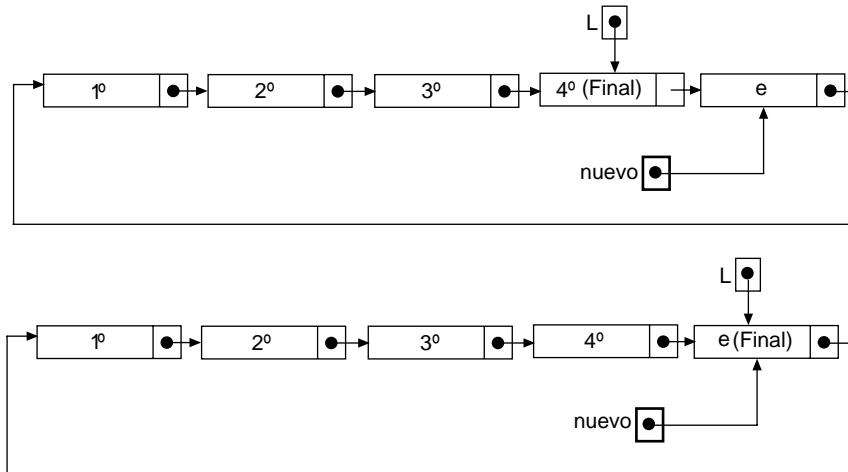 L
1º 2º 3º 4º (Final) e
nuevo
L
1º 2º 3º 4º e (Final)
nuevo